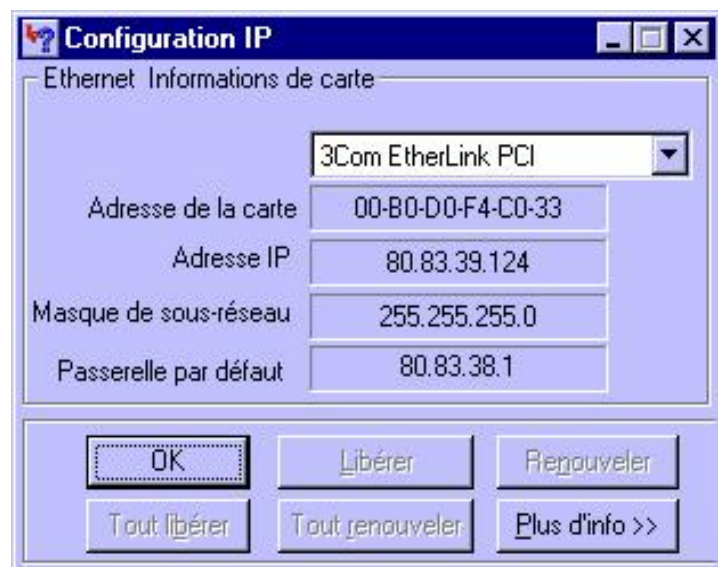 Configuration IP
Ethernet Informations de carte
3Com EtherLink PCI
Adresse de la carte 00-B0-D0-F4-C0-33
Adresse IP 80.83.39.124
Masque de sous-réseau 255.255.255.0
Passerelle par défaut 80.83.38.1
OK Libérer Renouveler
Tout libérer Tout renouveler Plus d'info >>